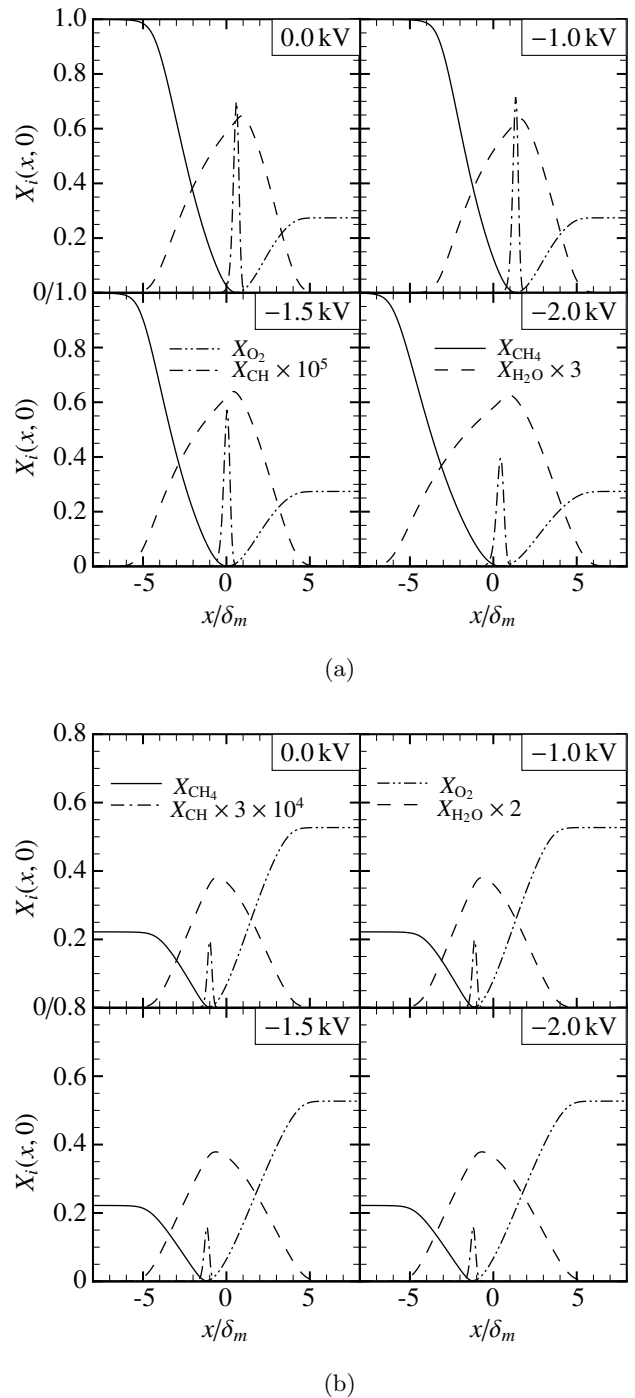 0.0 kV
−1.0 kV
1.0
0.8
0.6
0.4
0.2
0/1.0
X_i(x, 0)
−1.5 kV
−2.0 kV
X_O₂
X_CH × 10⁵
X_CH₄
X_H₂O × 3
0.8
0.6
0.4
0.2
0
X_i(x, 0)
-5 0 5 -5 0 5
x/δ_m x/δ_m
(a)
0.0 kV
−1.0 kV
X_CH₄
X_CH × 3 × 10⁴
X_O₂
X_H₂O × 2
0.8
0.6
0.4
0.2
0/0.8
X_i(x, 0)
−1.5 kV
−2.0 kV
0.6
0.4
0.2
0
X_i(x, 0)
-5 0 5 -5 0 5
x/δ_m x/δ_m
(b)